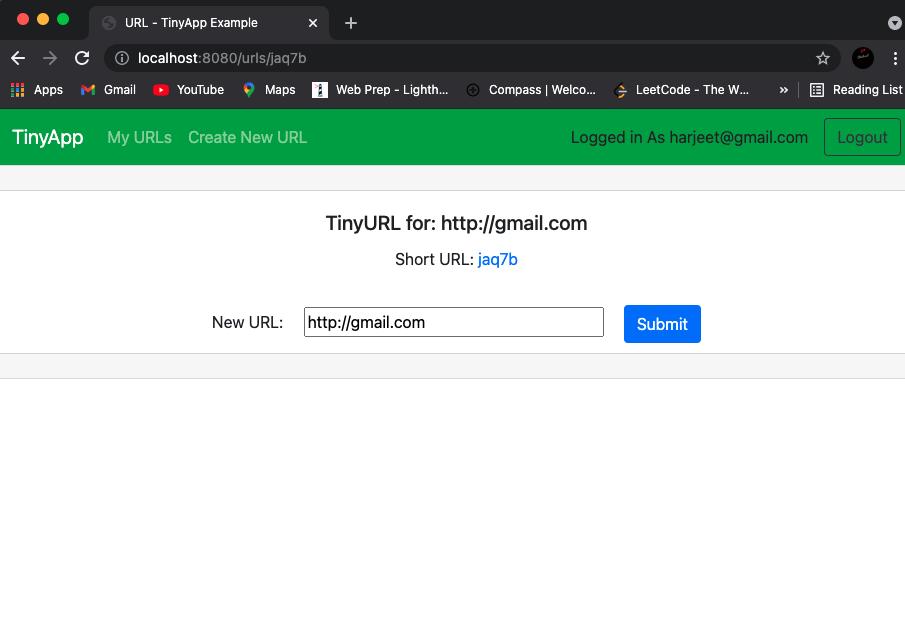 URL - TinyApp Example
localhost:8080/urls/jaq7b
Apps Gmail YouTube Maps Web Prep - Lighth... Compass | Welco... LeetCode - The W... » Reading List
TinyApp My URLs Create New URL Logged in As harjeet@gmail.com Logout
TinyURL for: http://gmail.com
Short URL: jaq7b
New URL: http://gmail.com Submit